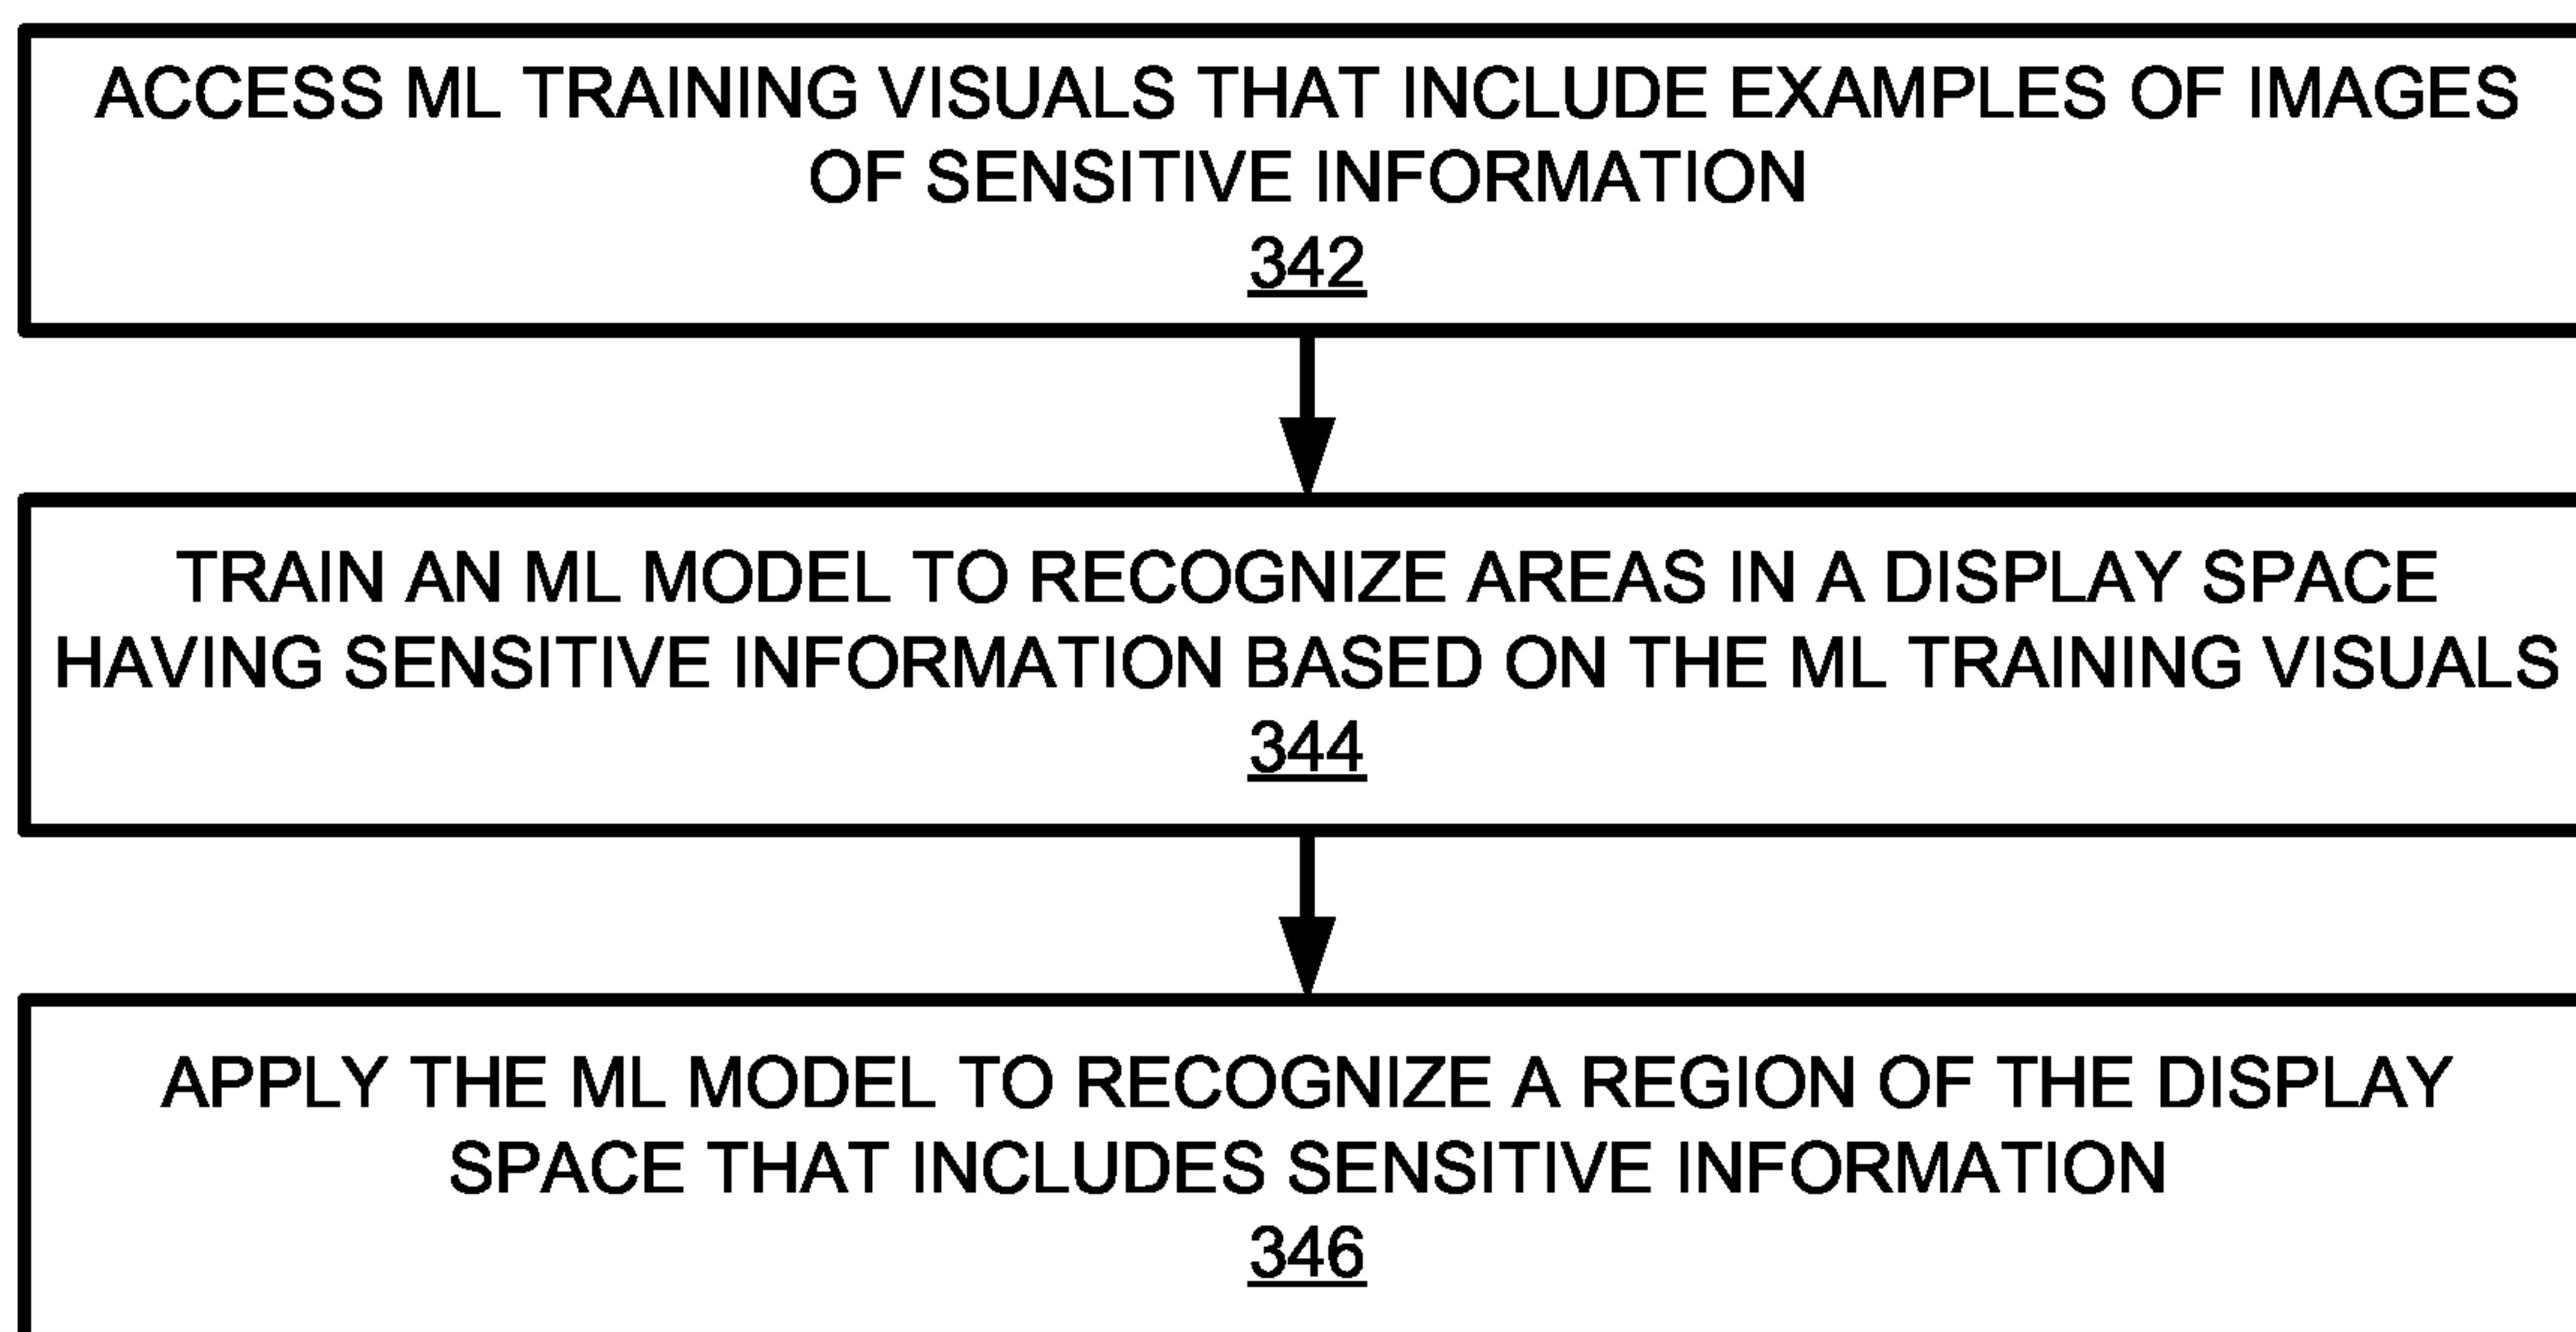 ACCESS ML TRAINING VISUALS THAT INCLUDE EXAMPLES OF IMAGES
OF SENSITIVE INFORMATION
342
TRAIN AN ML MODEL TO RECOGNIZE AREAS IN A DISPLAY SPACE
HAVING SENSITIVE INFORMATION BASED ON THE ML TRAINING VISUALS
344
APPLY THE ML MODEL TO RECOGNIZE A REGION OF THE DISPLAY
SPACE THAT INCLUDES SENSITIVE INFORMATION
346